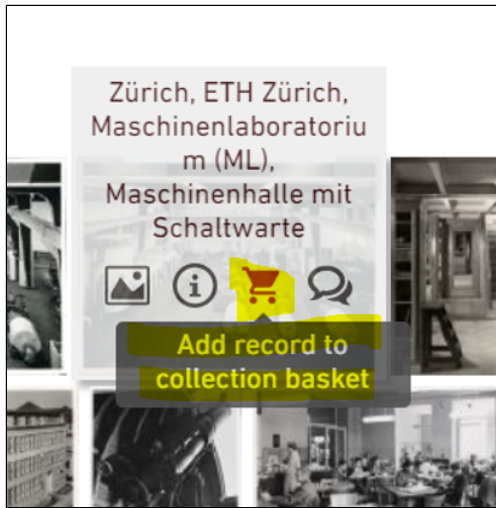 Zürich, ETH Zürich,
Maschinenlaboratoriu
m (ML),
Maschinenhalle mit
Schaltwarte
Add record to
collection basket